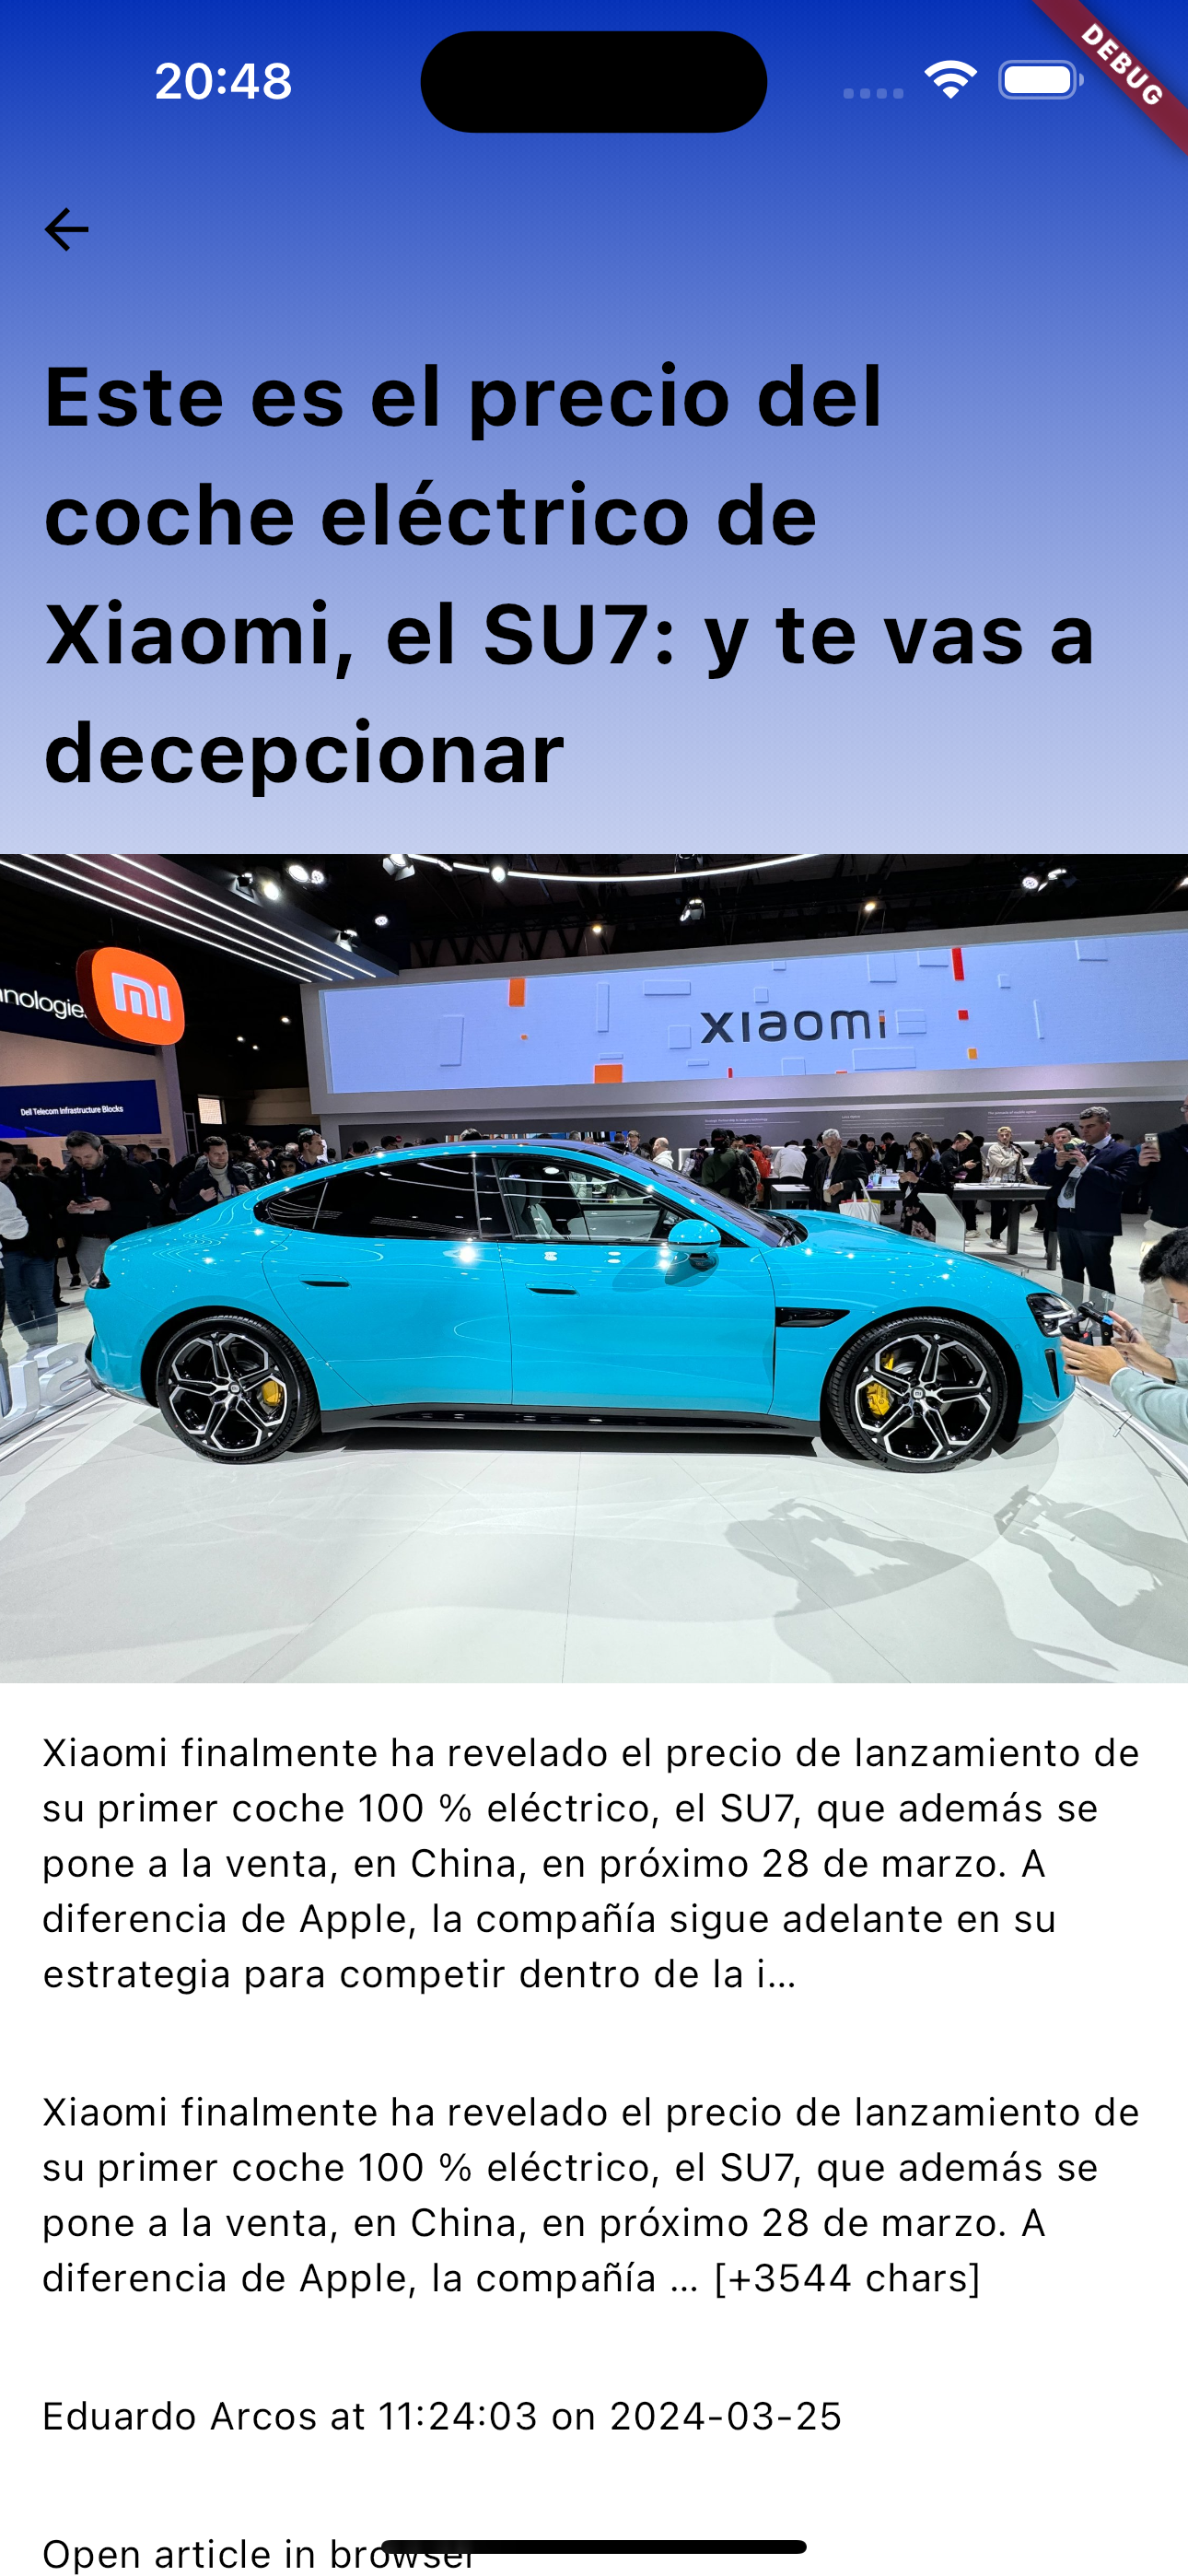 20:48
DEBUG
Este es el precio del
coche eléctrico de
Xiaomi, el SU7: y te vas a
decepcionar
nologie
mi
xiaomi
Dell Telecom Infrastructure Blocks
Xiaomi finalmente ha revelado el precio de lanzamiento de
su primer coche 100 % eléctrico, el SU7, que además se
pone a la venta, en China, en próximo 28 de marzo. A
diferencia de Apple, la compañía sigue adelante en su
estrategia para competir dentro de la i…
Xiaomi finalmente ha revelado el precio de lanzamiento de
su primer coche 100 % eléctrico, el SU7, que además se
pone a la venta, en China, en próximo 28 de marzo. A
diferencia de Apple, la compañía … [+3544 chars]
Eduardo Arcos at 11:24:03 on 2024-03-25
Open article in browser